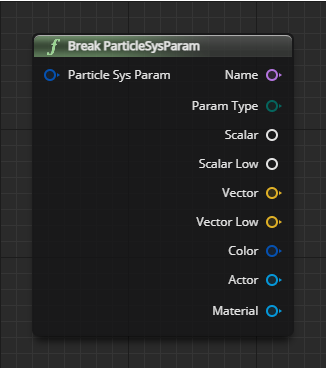 f Break ParticleSysParam
Particle Sys Param Name
Param Type
Scalar
Scalar Low
Vector
Vector Low
Color
Actor
Material